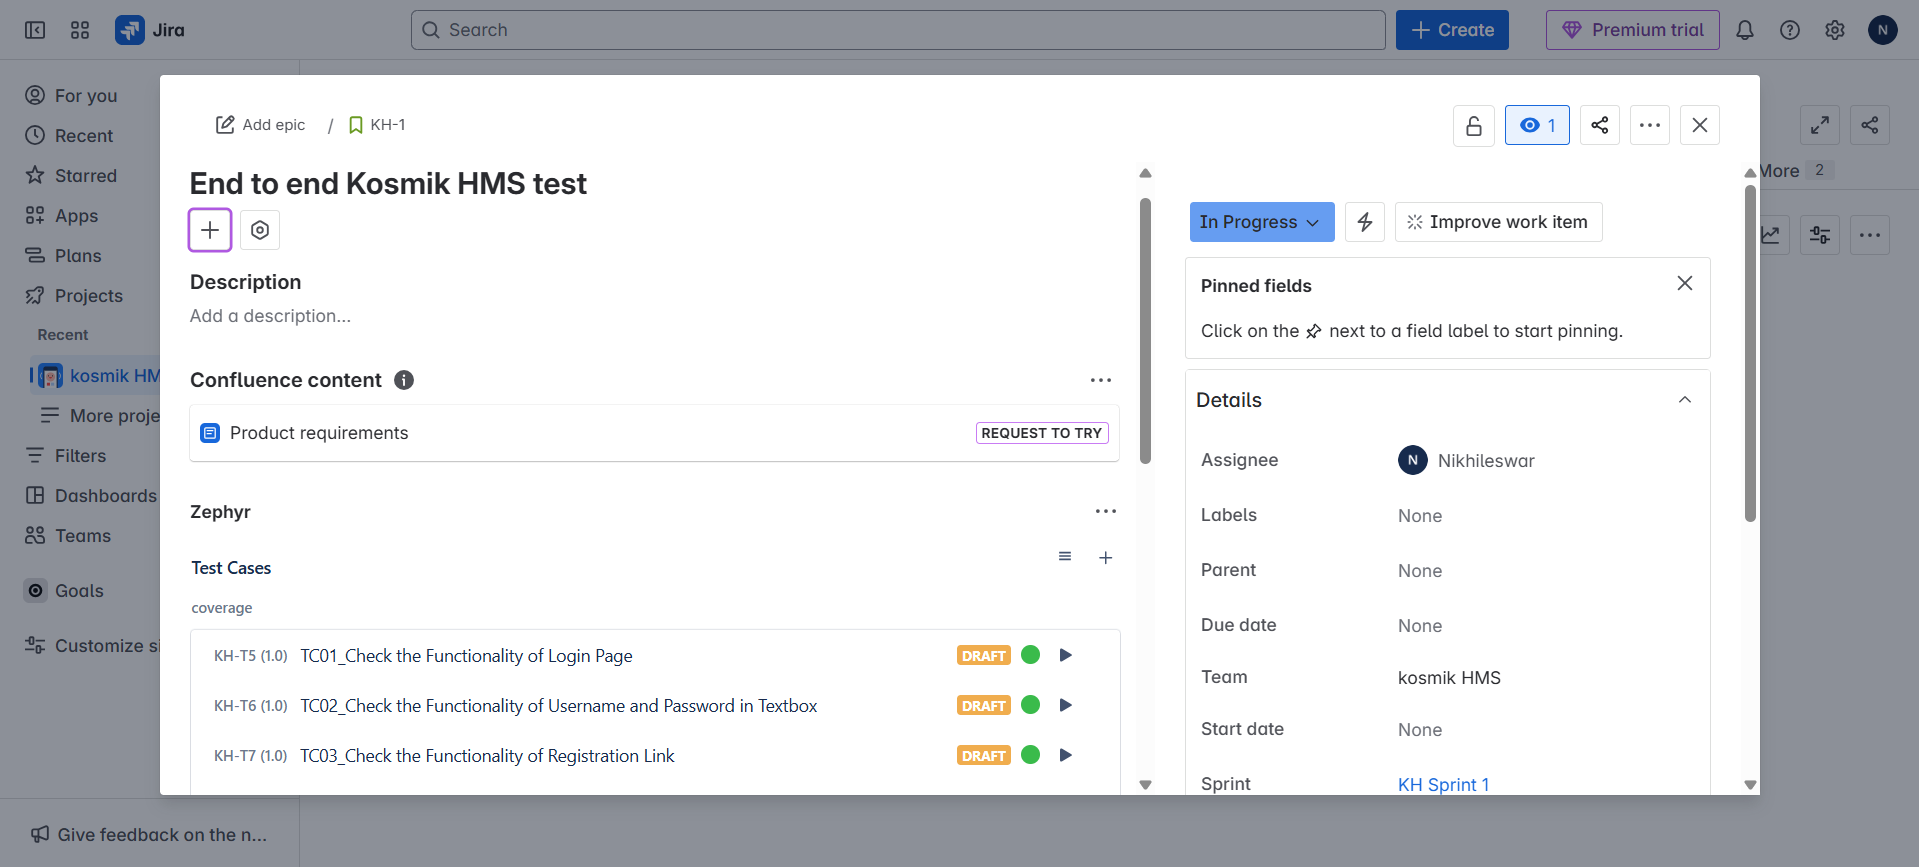 Jira
Search
Create
Premium trial
N
For you
Recent
Starred
Apps
Plans
Projects
Recent
kosmik HM
More proje
Filters
Dashboards
Teams
Goals
Customize si
Give feedback on the n...
More 2
Add epic / KH-1
1
End to end Kosmik HMS test
Description
Add a description...
Confluence content
Product requirements
REQUEST TO TRY
Zephyr
Test Cases
coverage
KH-T5 (1.0) TC01_Check the Functionality of Login Page DRAFT
KH-T6 (1.0) TC02_Check the Functionality of Username and Password in Textbox DRAFT
KH-T7 (1.0) TC03_Check the Functionality of Registration Link DRAFT
In Progress
Improve work item
Pinned fields
Click on the next to a field label to start pinning.
Details
Assignee N Nikhileswar
Labels None
Parent None
Due date None
Team kosmik HMS
Start date None
Sprint KH Sprint 1